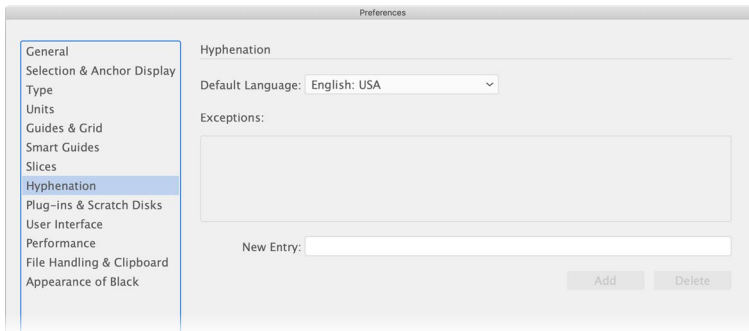 Preferences
General
Selection & Anchor Display
Type
Units
Guides & Grid
Smart Guides
Slices
Hyphenation
Plug-ins & Scratch Disks
User Interface
Performance
File Handling & Clipboard
Appearance of Black
Hyphenation
Default Language: English: USA
Exceptions:
New Entry:
Add Delete